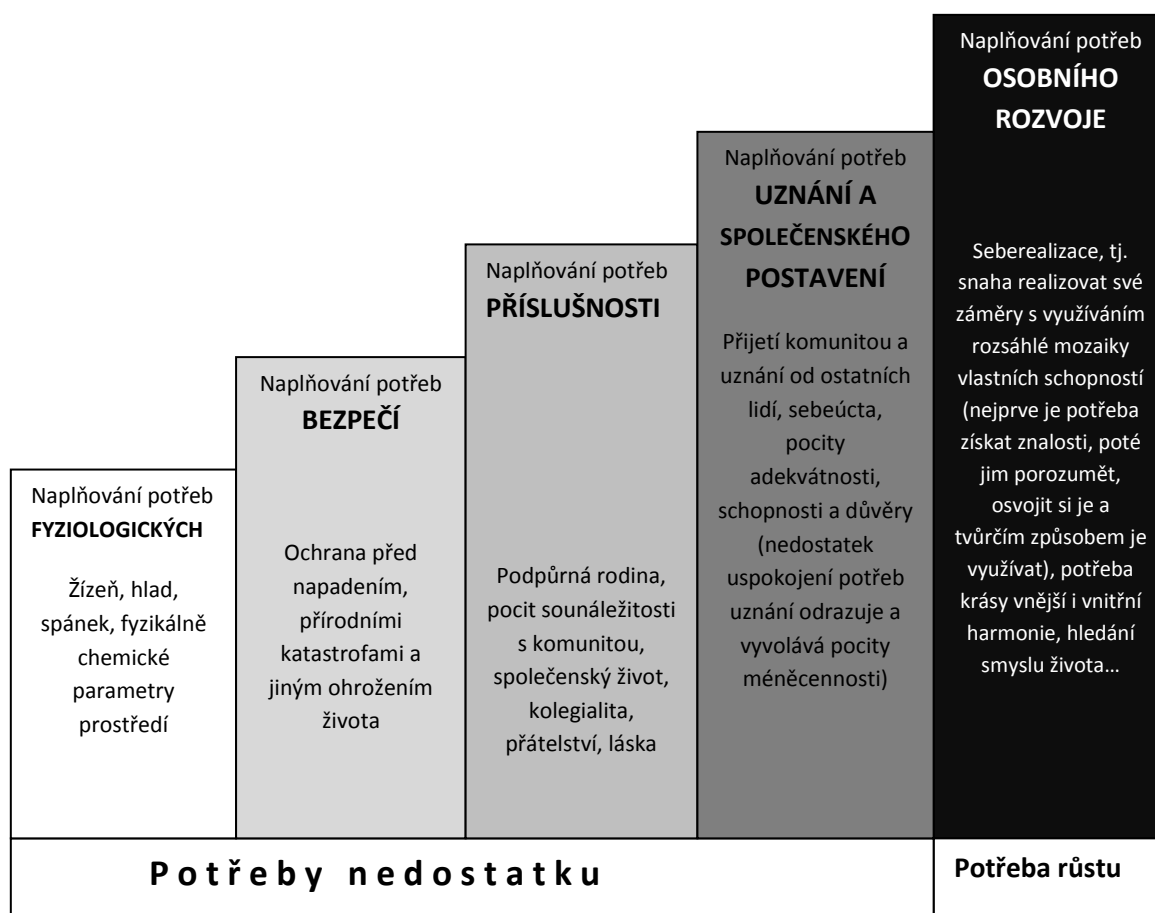 Naplňování potřeb
FYZIOLOGICKÝCH
Žízeň, hlad,
spánek, fyzikálně
chemické
parametry
prostředí
Naplňování potřeb
BEZPEČÍ
Ochrana před
napadením,
přírodními
katastrofami a
jiným ohrožením
života
Naplňování potřeb
PŘÍSLUŠNOSTI
Podpůrná rodina,
pocit sounáležitosti
s komunitou,
společenský život,
kolegialita,
přátelství, láska
Naplňování potřeb
UZNÁNÍ A
SPOLEČENSKÉHO
POSTAVENÍ
Přijetí komunitou a
uznání od ostatních
lidí, sebeúcta,
pocity
adekvátnosti,
schopnosti a důvěry
(nedostatek
uspokojení potřeb
uznání odrazuje a
vyvolává pocity
méněcennosti)
Naplňování potřeb
OSOBNÍHO
ROZVOJE
Seberealizace, tj.
snaha realizovat své
záměry s využíváním
rozsáhlé mozaiky
vlastních schopností
(nejprve je potřeba
získat znalosti, poté
jim porozumět,
osvojit si je a
tvůrčím způsobem je
využívat), potřeba
krásy vnější i vnitřní
harmonie, hledání
smyslu života…
Potřeby nedostatku
Potřeba růstu